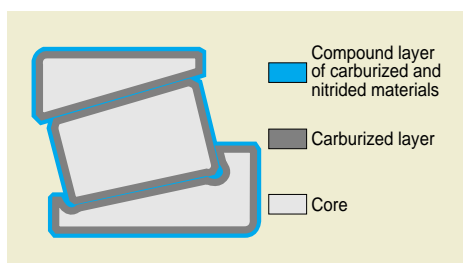 Compound layer
of carburized and
nitrided materials
Carburized layer
Core